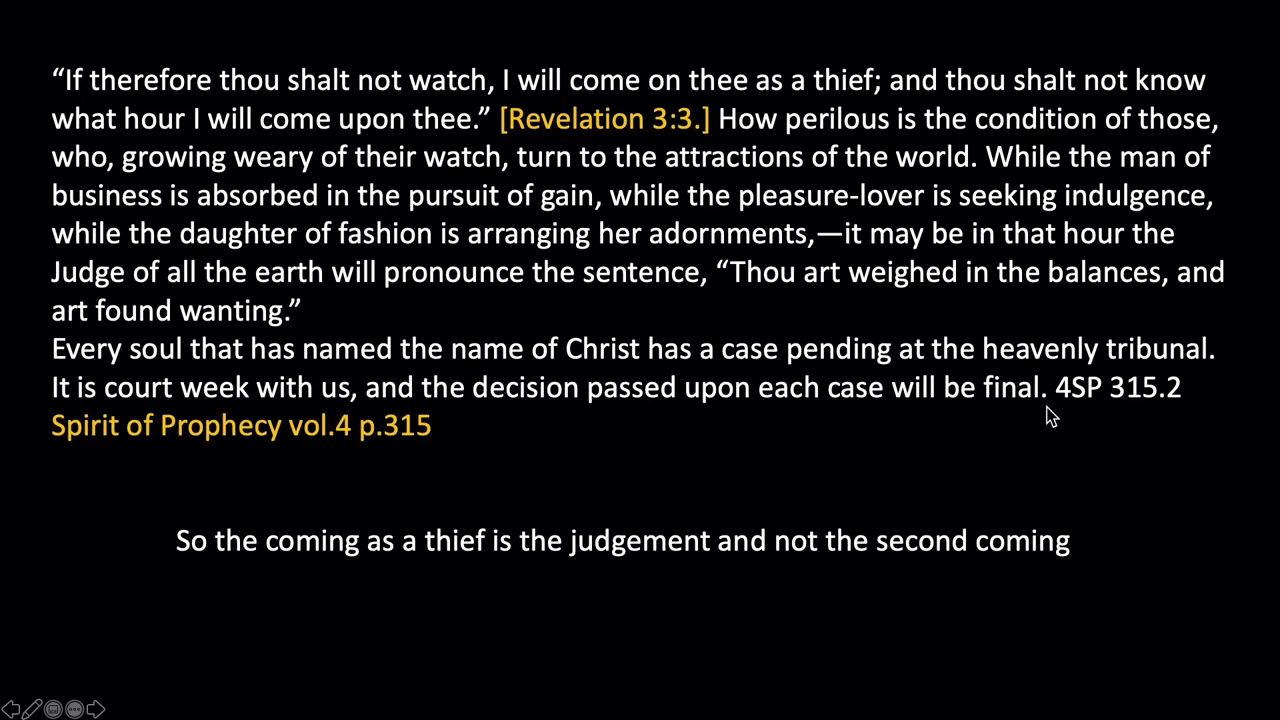 “If therefore thou shalt not watch, I will come on thee as a thief; and thou shalt not know
what hour I will come upon thee.” [Revelation 3:3.] How perilous is the condition of those,
who, growing weary of their watch, turn to the attractions of the world. While the man of
business is absorbed in the pursuit of gain, while the pleasure-lover is seeking indulgence,
while the daughter of fashion is arranging her adornments,—it may be in that hour the
Judge of all the earth will pronounce the sentence, “Thou art weighed in the balances, and
art found wanting.”
Every soul that has named the name of Christ has a case pending at the heavenly tribunal.
It is court week with us, and the decision passed upon each case will be final. 4SP 315.2
Spirit of Prophecy vol.4 p.315
So the coming as a thief is the judgement and not the second coming